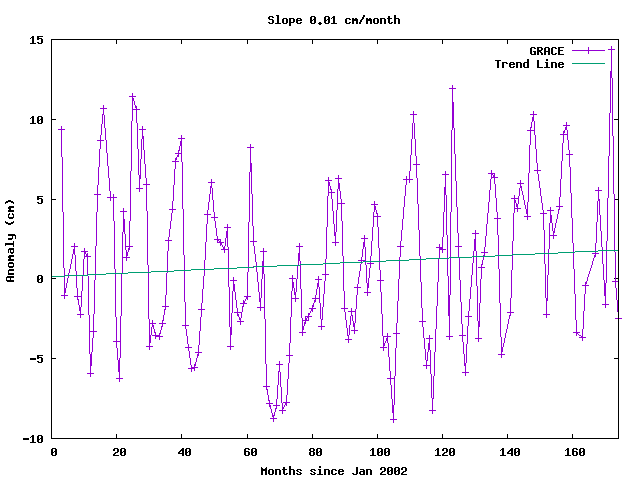 Slope 0.01 cm/month
GRACE
Trend Line
15
10
5
0
-5
-10
Anomaly (cm)
0 20 40 60 80 100 120 140 160
Months since Jan 2002